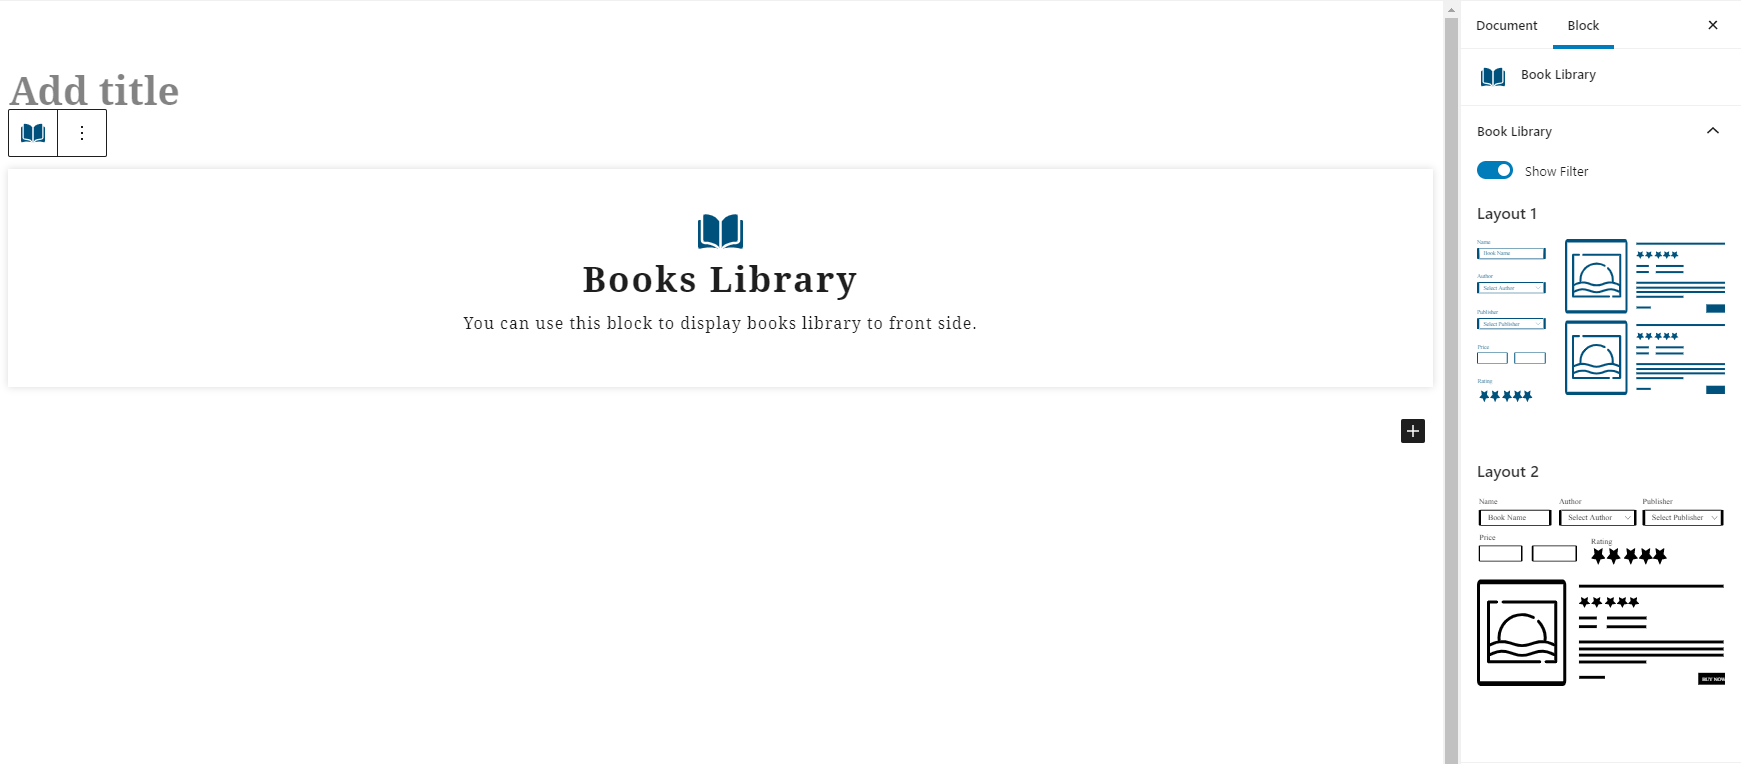 Add title
Books Library
You can use this block to display books library to front side.
Document Block
Book Library
Book Library
Show Filter
Layout 1
Name
Book Name
Author
Select Author
Publisher
Select Publisher
Price
Rating
Layout 2
Name Author Publisher
Book Name Select Author Select Publisher
Price Rating
BUY NOW